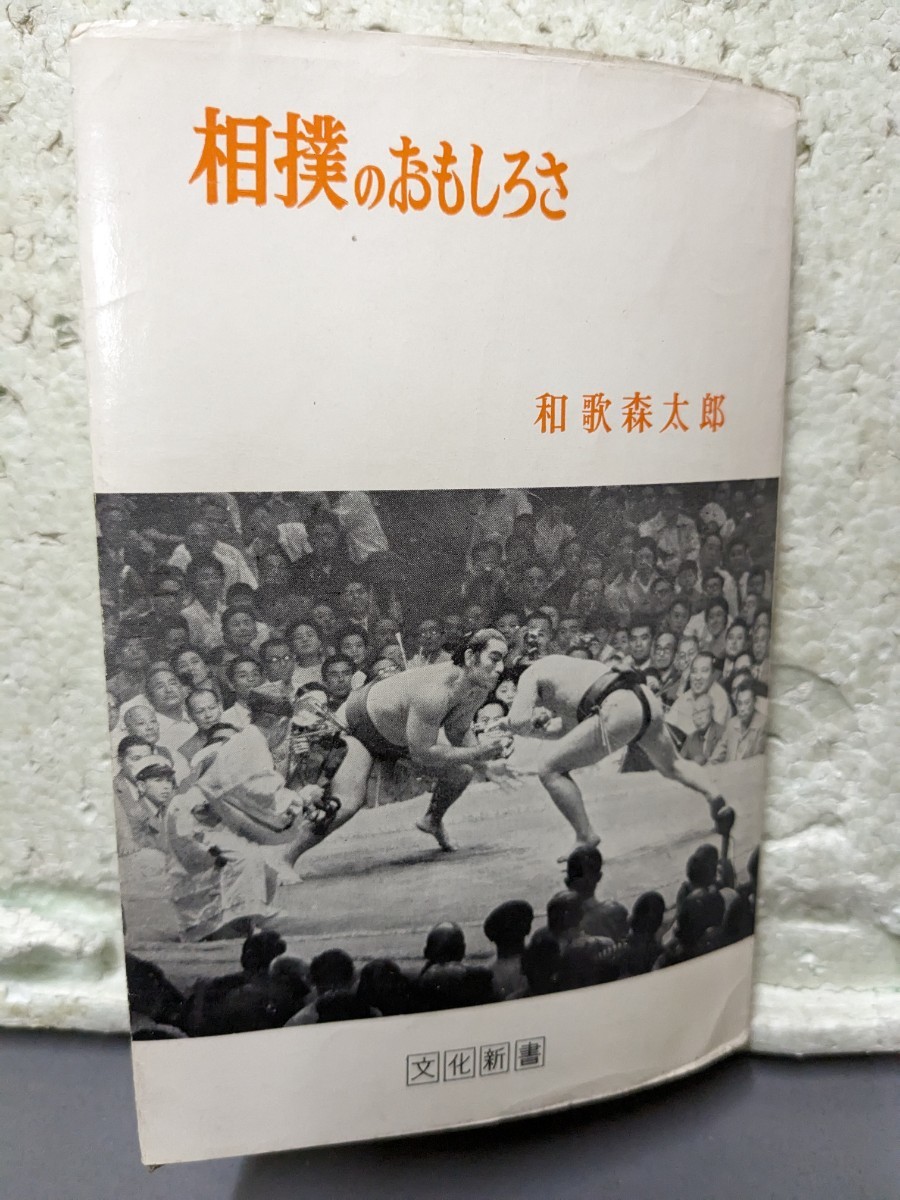 相撲のおもしろさ
和歌森太郎
文化新書